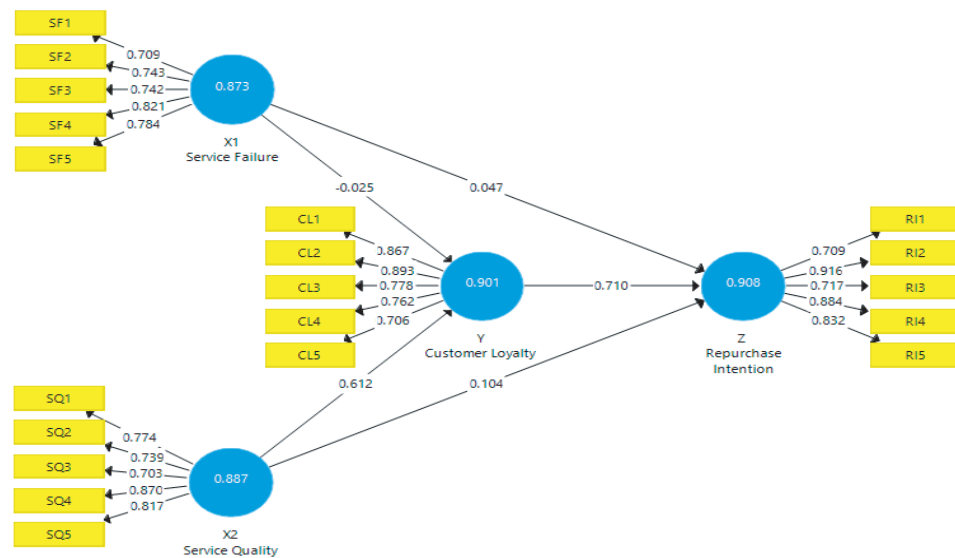 SF1
SF2
SF3
SF4
SF5
0.709
0.743
0.742
0.821
0.784
0.873
X1
Service Failure
-0.025
0.047
CL1
CL2
CL3
CL4
CL5
0.867
0.893
0.778
0.762
0.706
0.901
Y
Customer Loyalty
0.710
0.908
Z
Repurchase
Intention
0.709
0.916
0.717
0.884
0.832
RI1
RI2
RI3
RI4
RI5
0.612
0.104
SQ1
SQ2
SQ3
SQ4
SQ5
0.774
0.739
0.703
0.870
0.817
0.887
X2
Service Quality